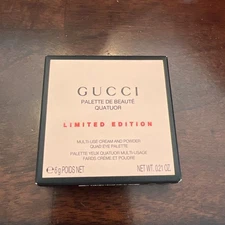 GUCCI
PALETTE DE BEAUTÉ
QUATUOR
LIMITED EDITION
MULTI-USE CREAM AND POWDER
QUAD EYE PALETTE
PALETTE YEUX QUATUOR MULTI-USAGE
FARDS CRÈME ET POUDRE
℮ 6g POIDS NET. NET WT. 0.21 OZ.